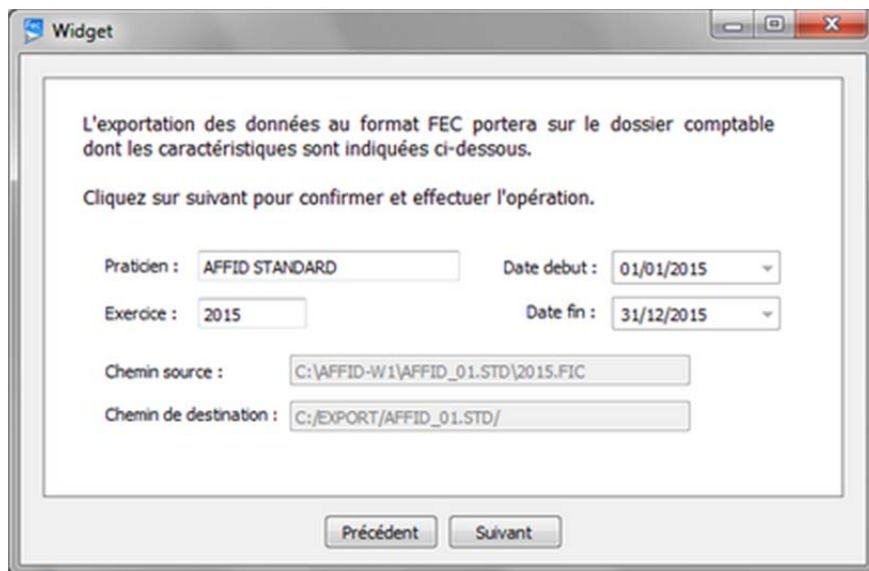 Fec Widget
L'exportation des données au format FEC portera sur le dossier comptable
dont les caractéristiques sont indiquées ci-dessous.
Cliquez sur suivant pour confirmer et effectuer l'opération.
Praticien : AFFID STANDARD Date debut : 01/01/2015
Exercice : 2015 Date fin : 31/12/2015
Chemin source : C:\AFFID-W1\AFFID_01.STD\2015.FIC
Chemin de destination : C:/EXPORT/AFFID_01.STD/
Précédent Suivant